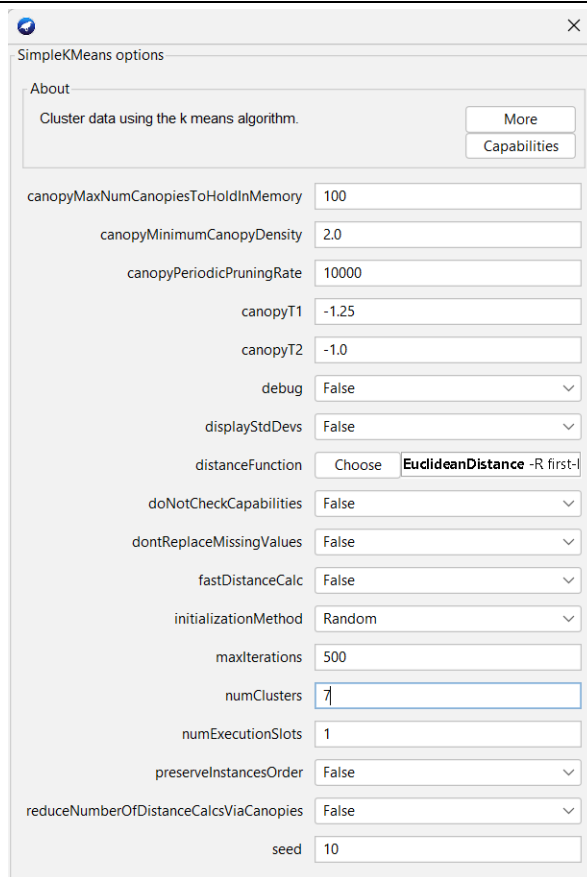 SimpleKMeans options
About
Cluster data using the k means algorithm.
More
Capabilities
canopyMaxNumCanopiesToHoldInMemory 100
canopyMinimumCanopyDensity 2.0
canopyPeriodicPruningRate 10000
canopyT1 -1.25
canopyT2 -1.0
debug False
displayStdDevs False
distanceFunction Choose EuclideanDistance -R first-l
doNotCheckCapabilities False
dontReplaceMissingValues False
fastDistanceCalc False
initializationMethod Random
maxIterations 500
numClusters 7
numExecutionSlots 1
preserveInstancesOrder False
reduceNumberOfDistanceCalcsViaCanopies False
seed 10